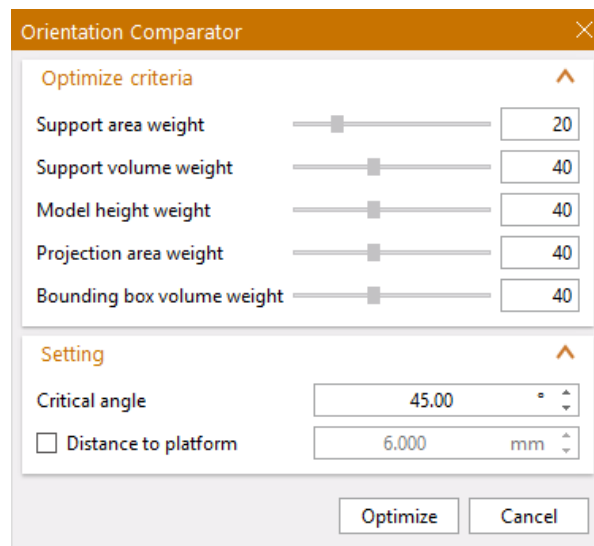 Orientation Comparator
Optimize criteria
Support area weight 20
Support volume weight 40
Model height weight 40
Projection area weight 40
Bounding box volume weight 40
Setting
Critical angle 45.00 °
Distance to platform 6.000 mm
Optimize Cancel